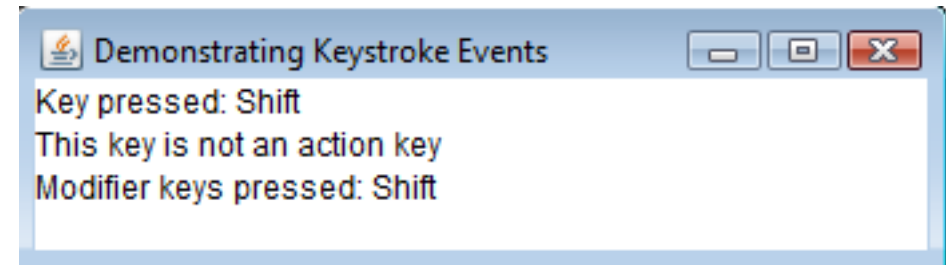 Demonstrating Keystroke Events
Key pressed: Shift
This key is not an action key
Modifier keys pressed: Shift